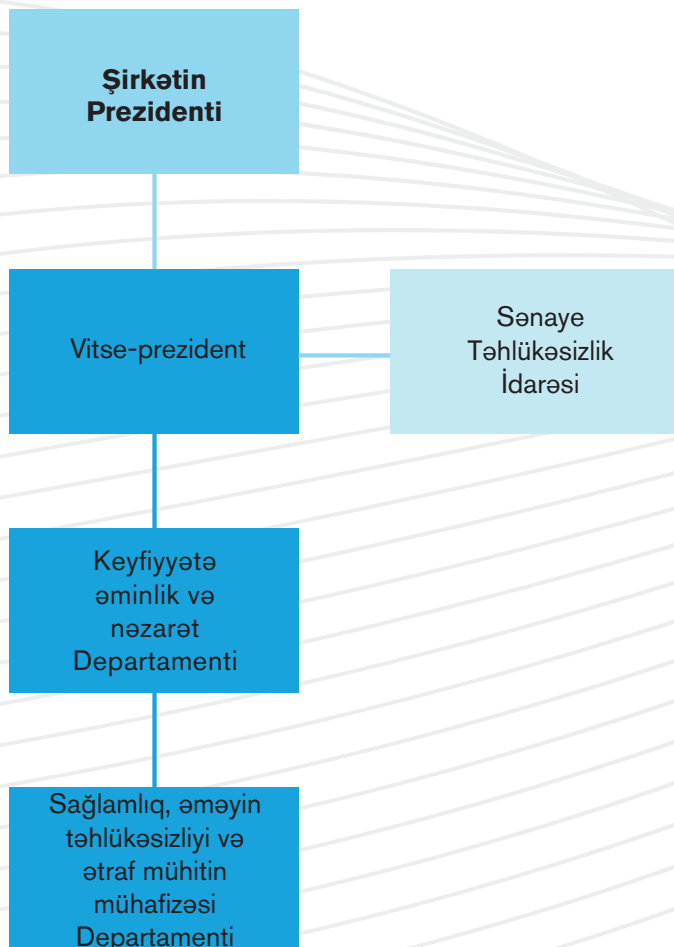 Şirkətin
Prezidenti
Vitse-prezident
Sənaye
Təhlükəsizlik
İdarəsi
Keyfiyyətə
əminlik və
nəzarət
Departamenti
Sağlamlıq, əməyin
təhlükəsizliyi və
ətraf mühitin
mühafizəsi
Departamenti